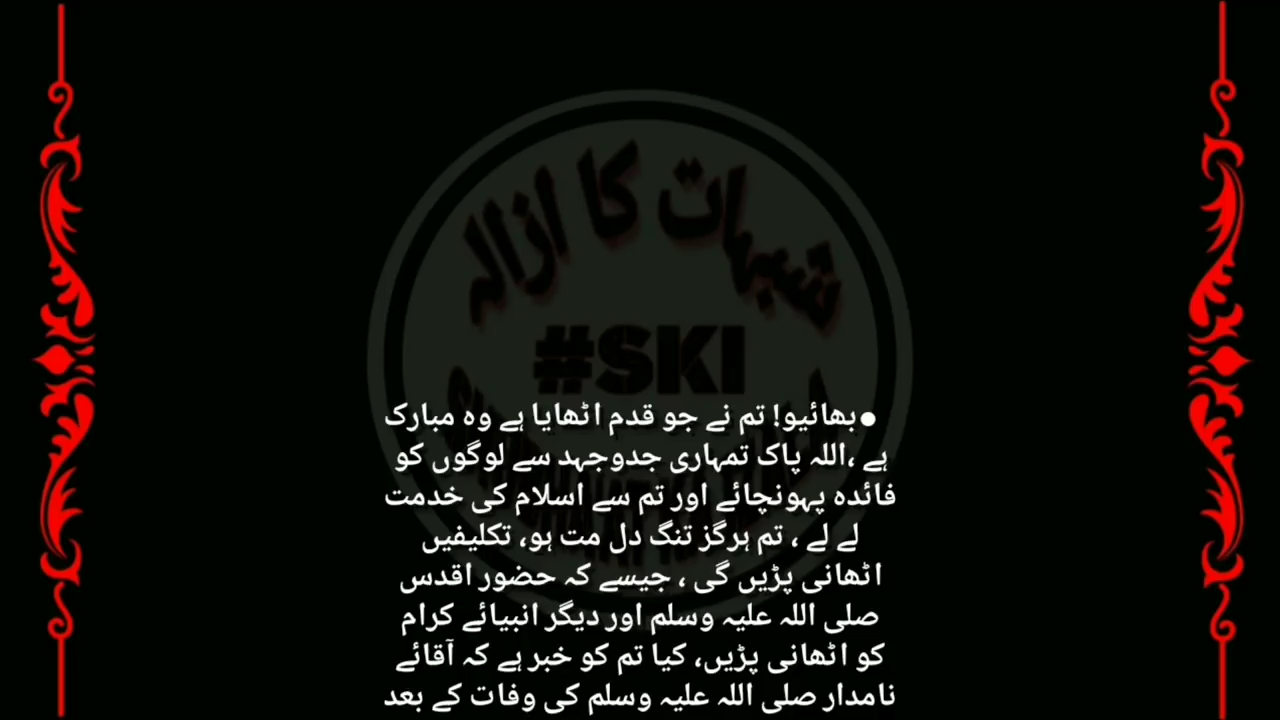 شبہات کا ازالہ
#SKI
●بھائیو! تم نے جو قدم اٹھایا ہے وہ مبارک
ہے ،اللہ پاک تمہاری جدوجہد سے لوگوں کو
فائدہ پہونچائے اور تم سے اسلام کی خدمت
لے لے ، تم ہرگز تنگ دل مت ہو، تکلیفیں
اٹھانی پڑیں گی ، جیسے کہ حضور اقدس
صلی اللہ علیہ وسلم اور دیگر انبیائے کرام
کو اٹھانی پڑیں، کیا تم کو خبر ہے کہ آقائے
نامدار صلی اللہ علیہ وسلم کی وفات کے بعد